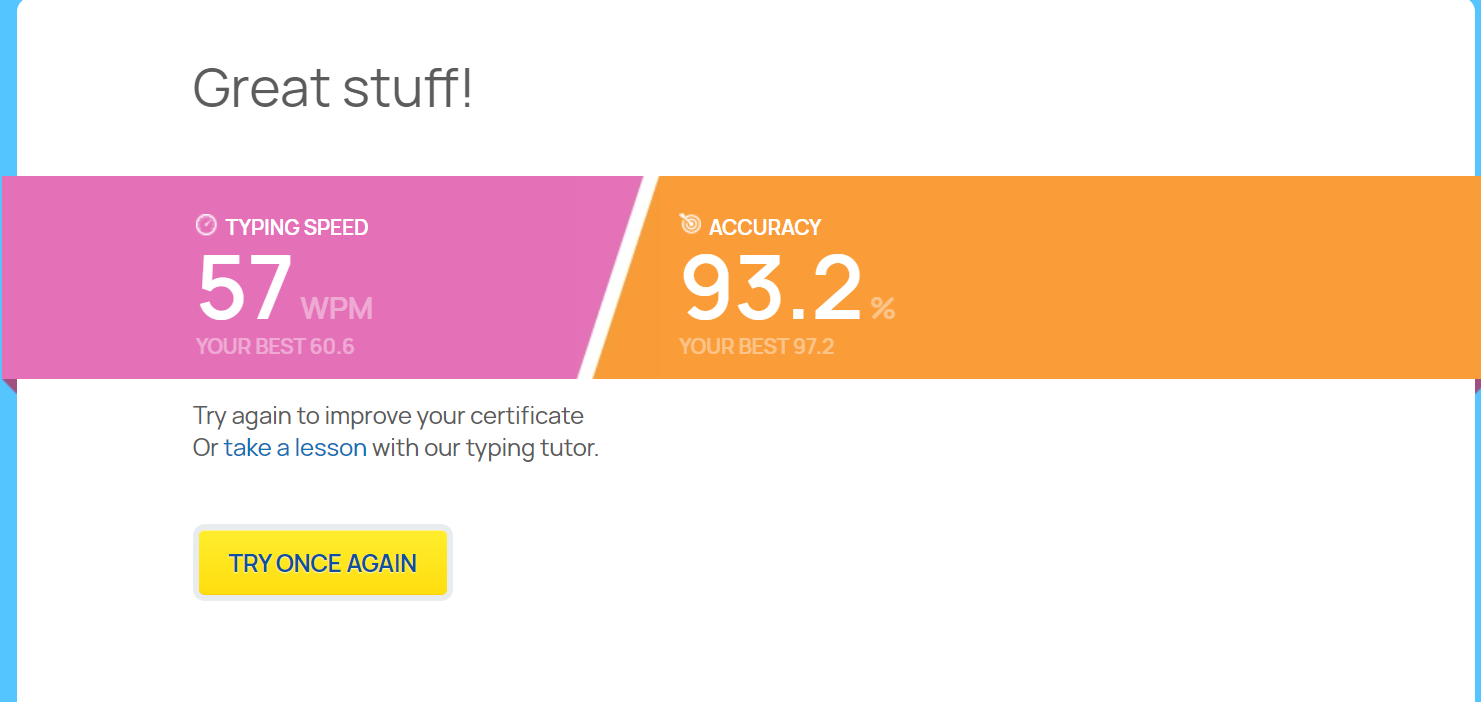 Great stuff!
TYPING SPEED
57 WPM
YOUR BEST 60.6
ACCURACY
93.2 %
YOUR BEST 97.2
Try again to improve your certificate
Or take a lesson with our typing tutor.
TRY ONCE AGAIN